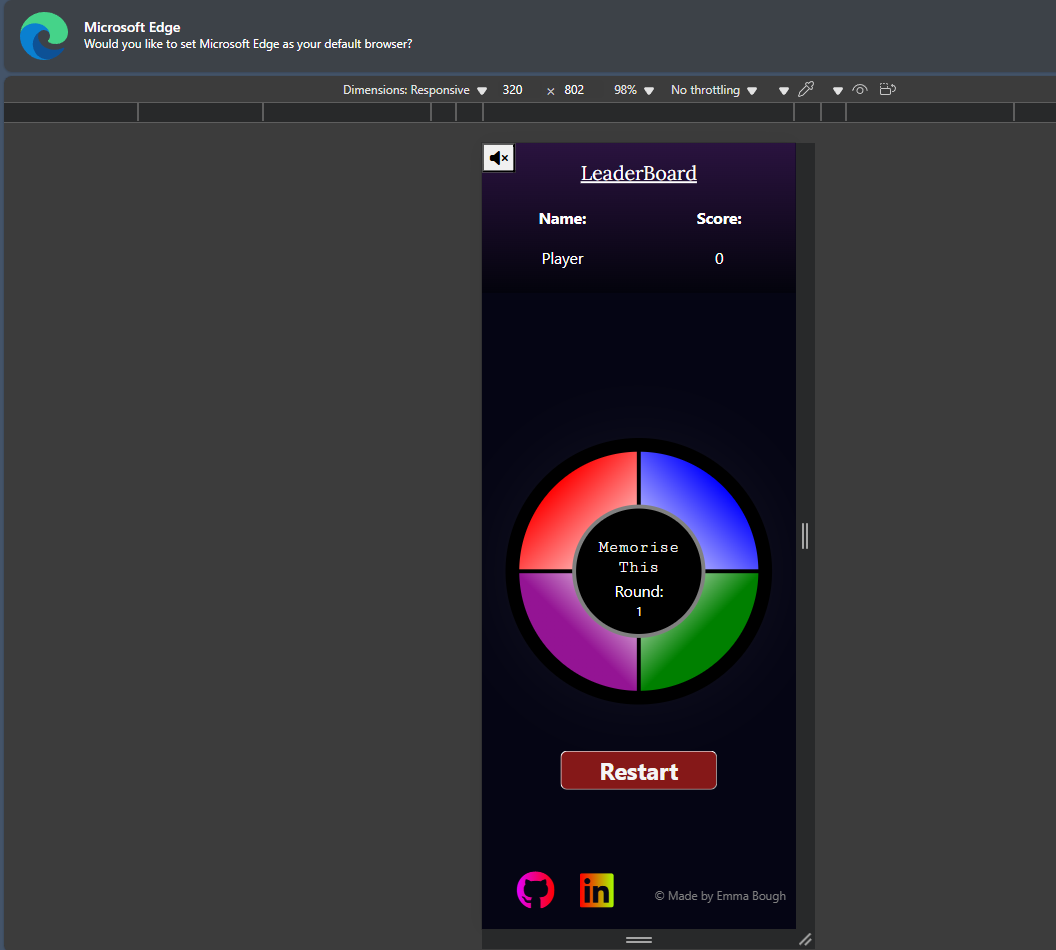 Microsoft Edge
Would you like to set Microsoft Edge as your default browser?
Dimensions: Responsive 320 × 802 98% No throttling
LeaderBoard
Name: Score:
Player 0
Memorise
This
Round:
1
Restart
in © Made by Emma Bough